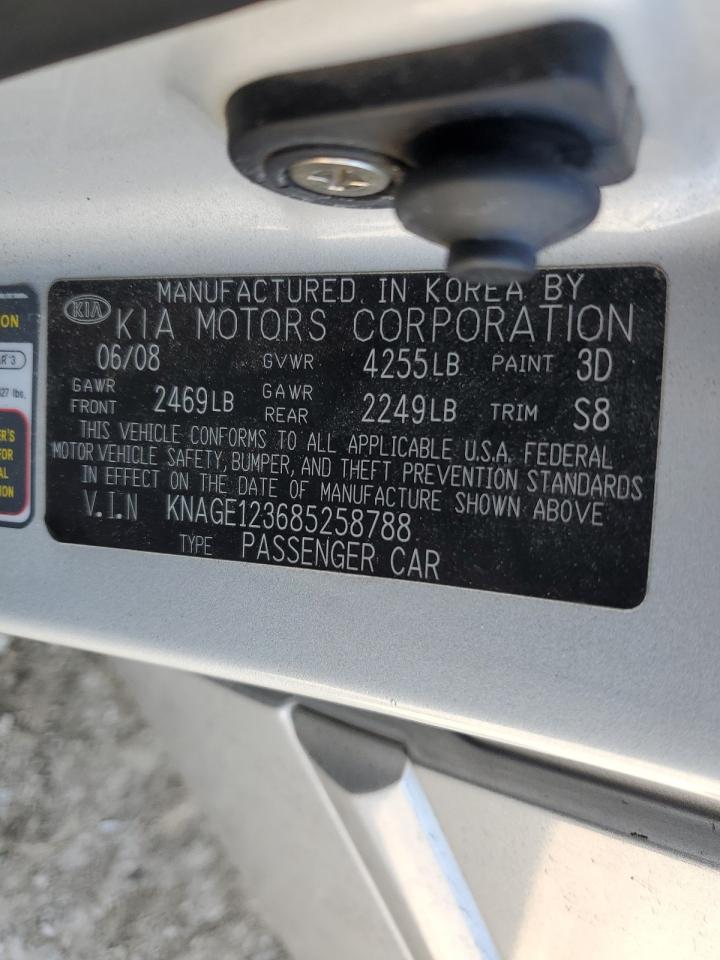 KIA
MANUFACTURED IN KOREA BY
KIA MOTORS CORPORATION
06/08 GVWR 4255LB PAINT 3D
GAWR FRONT 2469LB GAWR REAR 2249LB TRIM S8
THIS VEHICLE CONFORMS TO ALL APPLICABLE U.S.A. FEDERAL
MOTOR VEHICLE SAFETY, BUMPER, AND THEFT PREVENTION STANDARDS
IN EFFECT ON THE DATE OF MANUFACTURE SHOWN ABOVE
V.I.N KNAGE123685258788
TYPE PASSENGER CAR